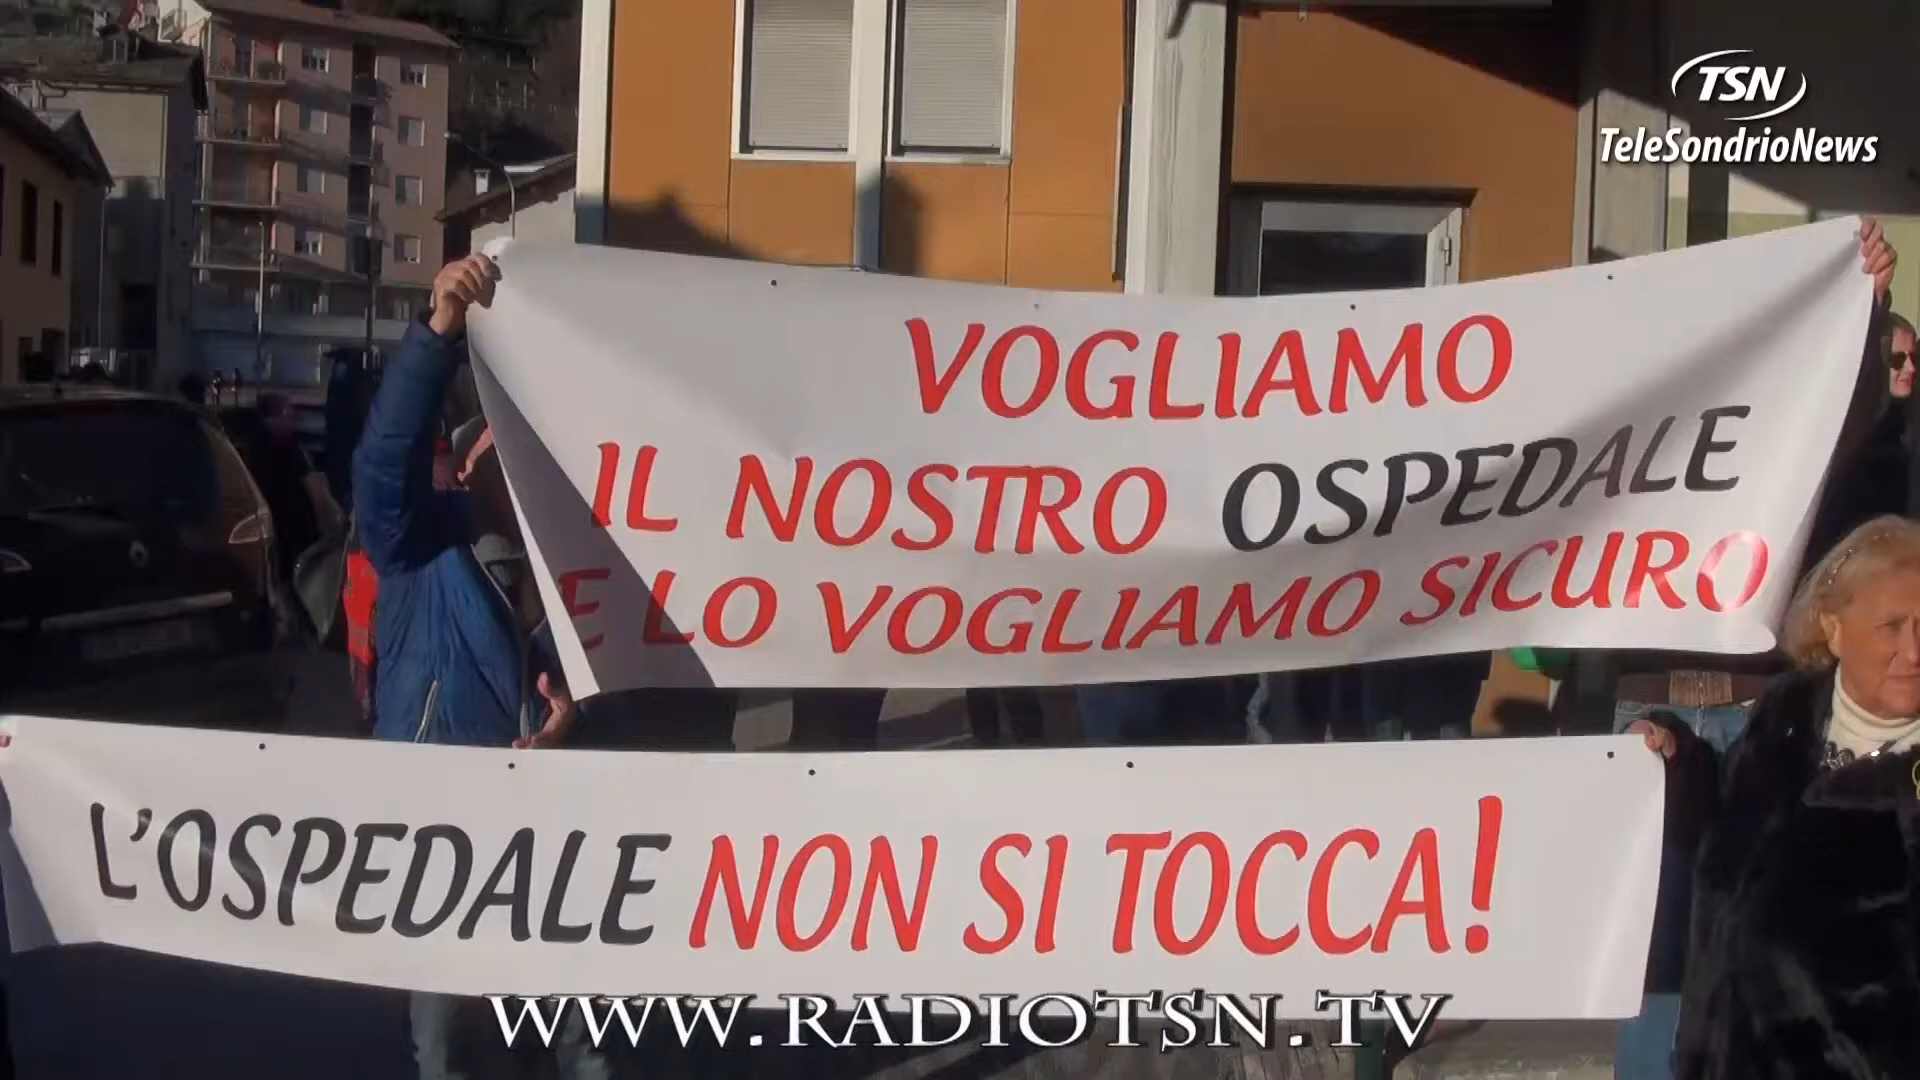 TSN
TeleSondrioNews
VOGLIAMO
IL NOSTRO OSPEDALE
E LO VOGLIAMO SICURO
L'OSPEDALE NON SI TOCCA!
WWW.RADIOTSN.TV